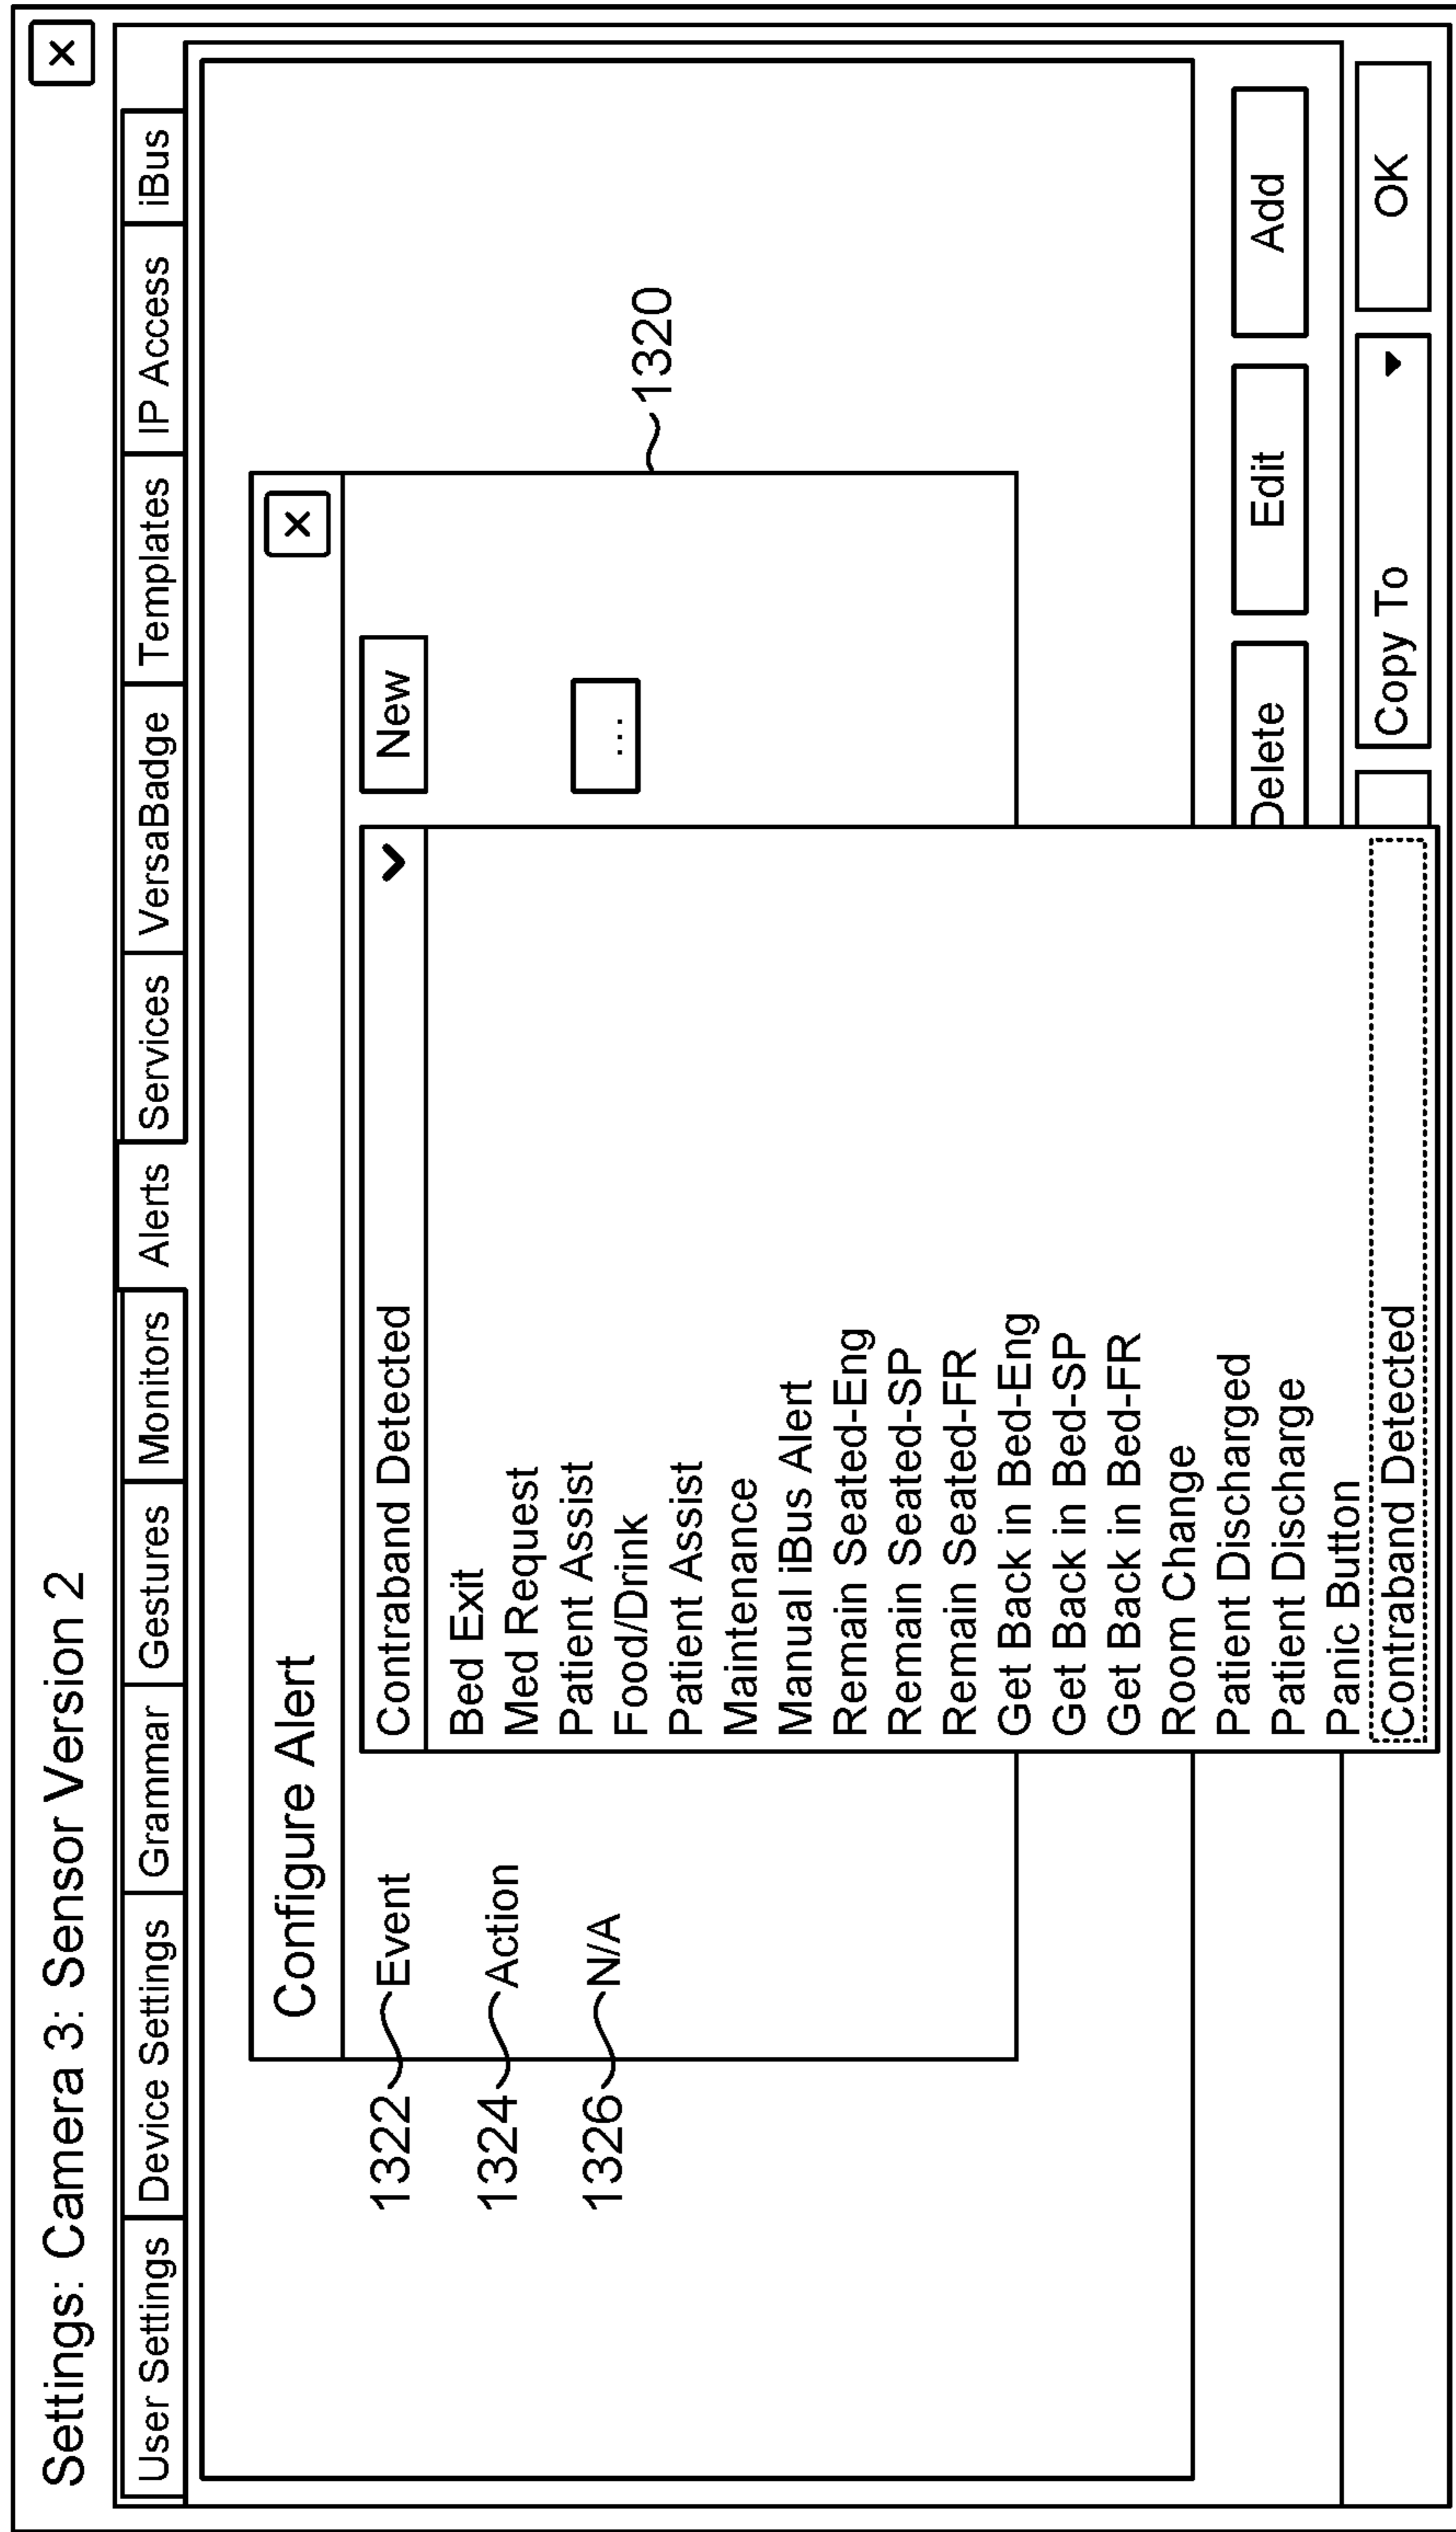 Settings: Camera 3: Sensor Version 2
×
User Settings Device Settings Grammar Gestures Monitors Alerts Services VersaBadge Templates IP Access iBus
Configure Alert
×
1322 Event
Contraband Detected
New
1324 Action
1326 N/A
...
1320
Bed Exit
Med Request
Patient Assist
Food/Drink
Patient Assist
Maintenance
Manual iBus Alert
Remain Seated-Eng
Remain Seated-SP
Remain Seated-FR
Get Back in Bed-Eng
Get Back in Bed-SP
Get Back in Bed-FR
Room Change
Patient Discharged
Patient Discharge
Panic Button
Contraband Detected
Delete
Edit
Add
Copy To
OK